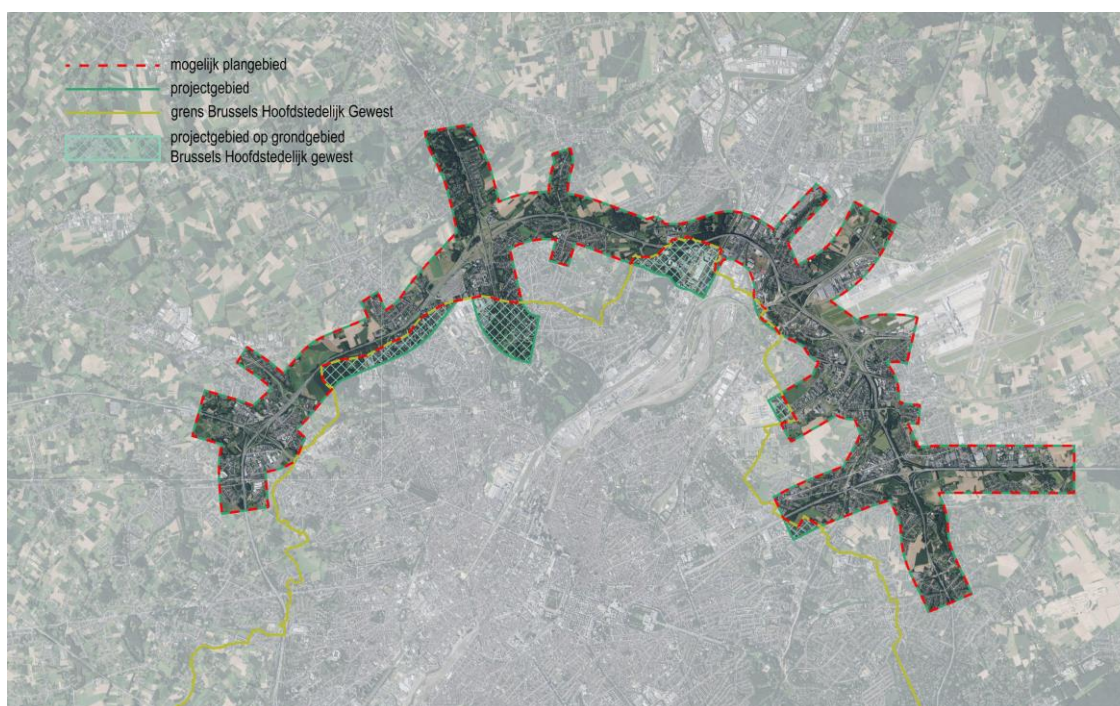 mogelijk plangebied
projectgebied
grens Brussels Hoofdstedelijk Gewest
projectgebied op grondgebied
Brussels Hoofdstedelijk gewest